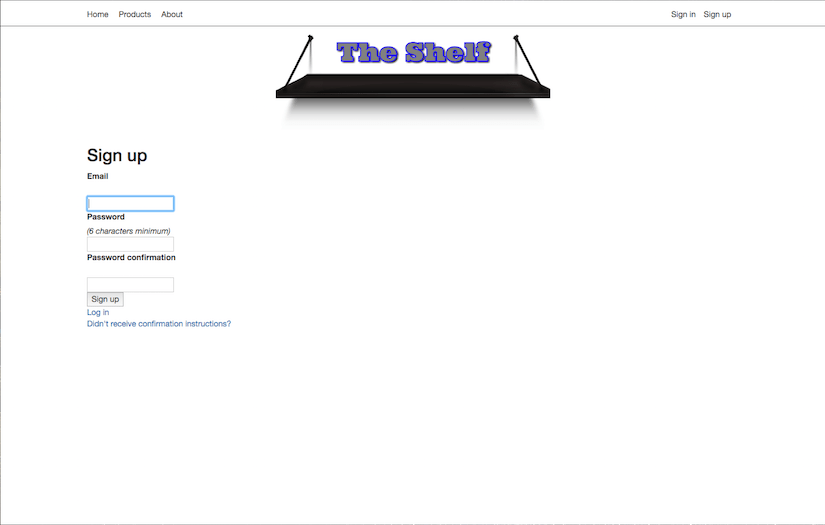 Home Products About Sign in Sign up
The Shelf
Sign up
Email
Password
(6 characters minimum)
Password confirmation
Sign up
Log in
Didn't receive confirmation instructions?